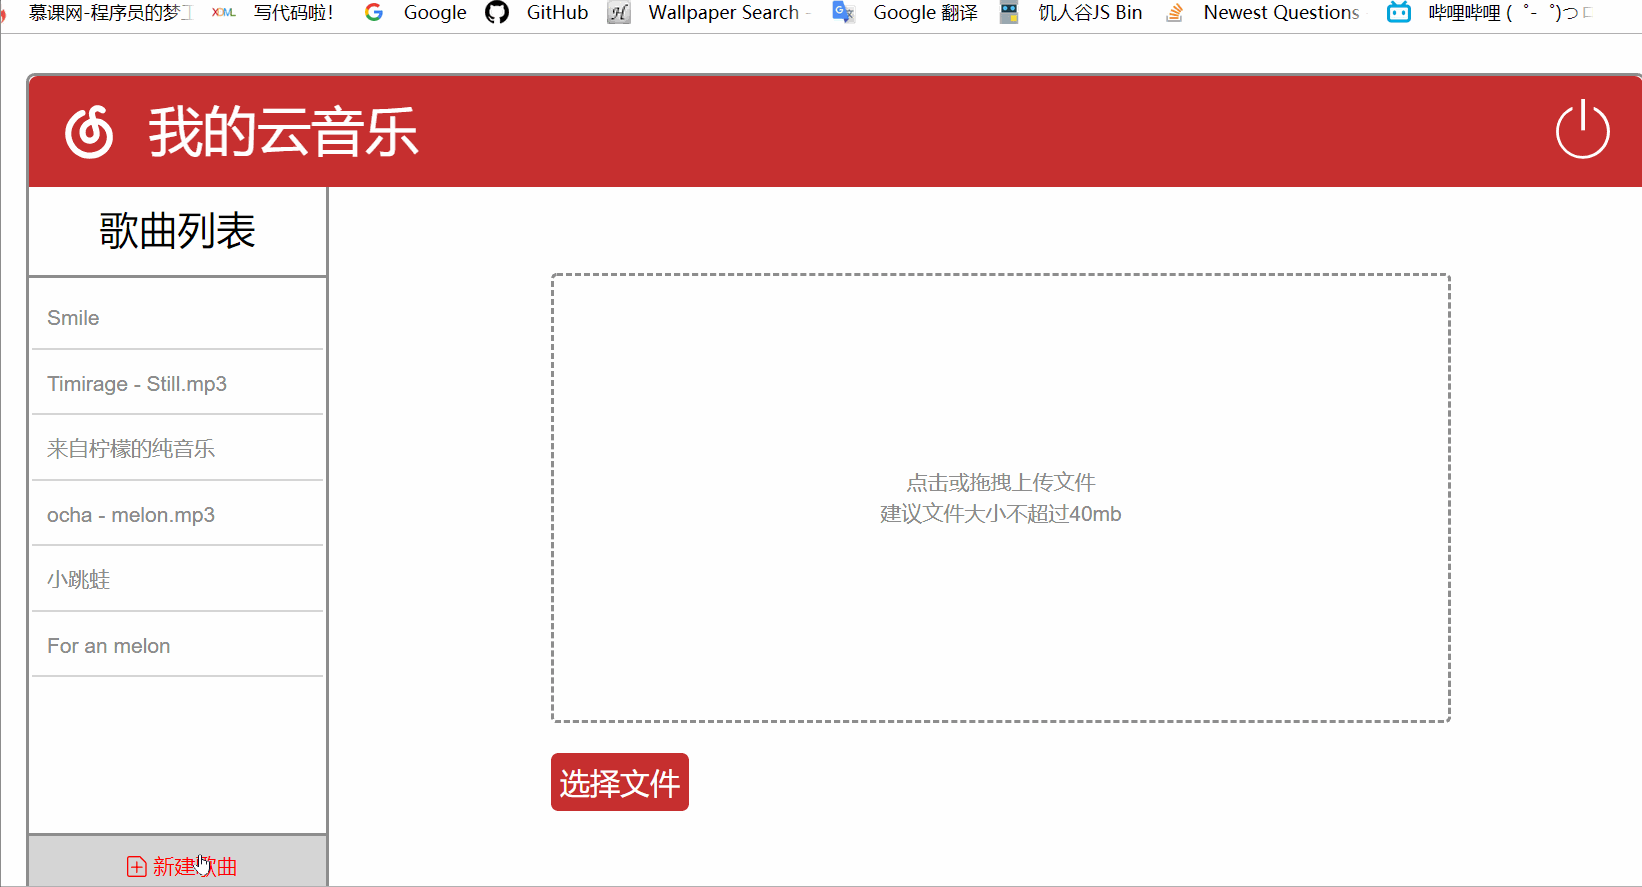 慕课网-程序员的梦工 写代码啦! Google GitHub Wallpaper Search - Google 翻译 饥人谷JS Bin Newest Questions 哔哩哔哩 (゜-゜)つロ
我的云音乐
歌曲列表
Smile
Timirage - Still.mp3
来自柠檬的纯音乐
ocha - melon.mp3
小跳蛙
For an melon
新建歌曲
点击或拖拽上传文件
建议文件大小不超过40mb
选择文件